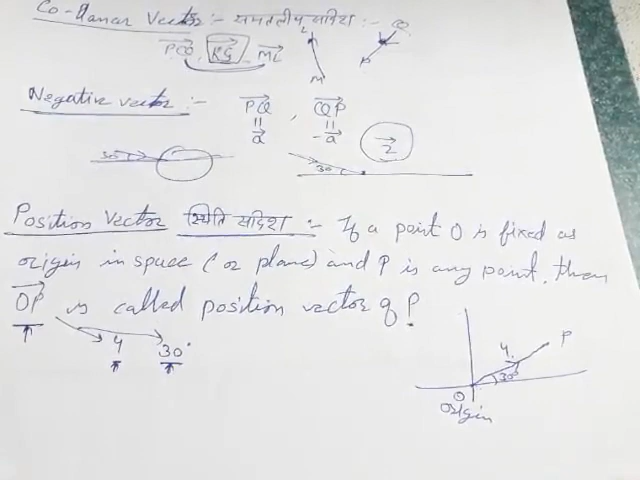 Co-Planar Vector :- समतलीय सदिश :-
PQ, RS, ML
L
M
Q
P
Negative vector :- PQ, QP
a -a
30° 30° 2
Position Vector स्थिति सदिश :- If a point O is fixed as
origin in space (or plane) and P is any point. then
OP is called position vector of P.
4 30°
4 P
30°
O
Origin